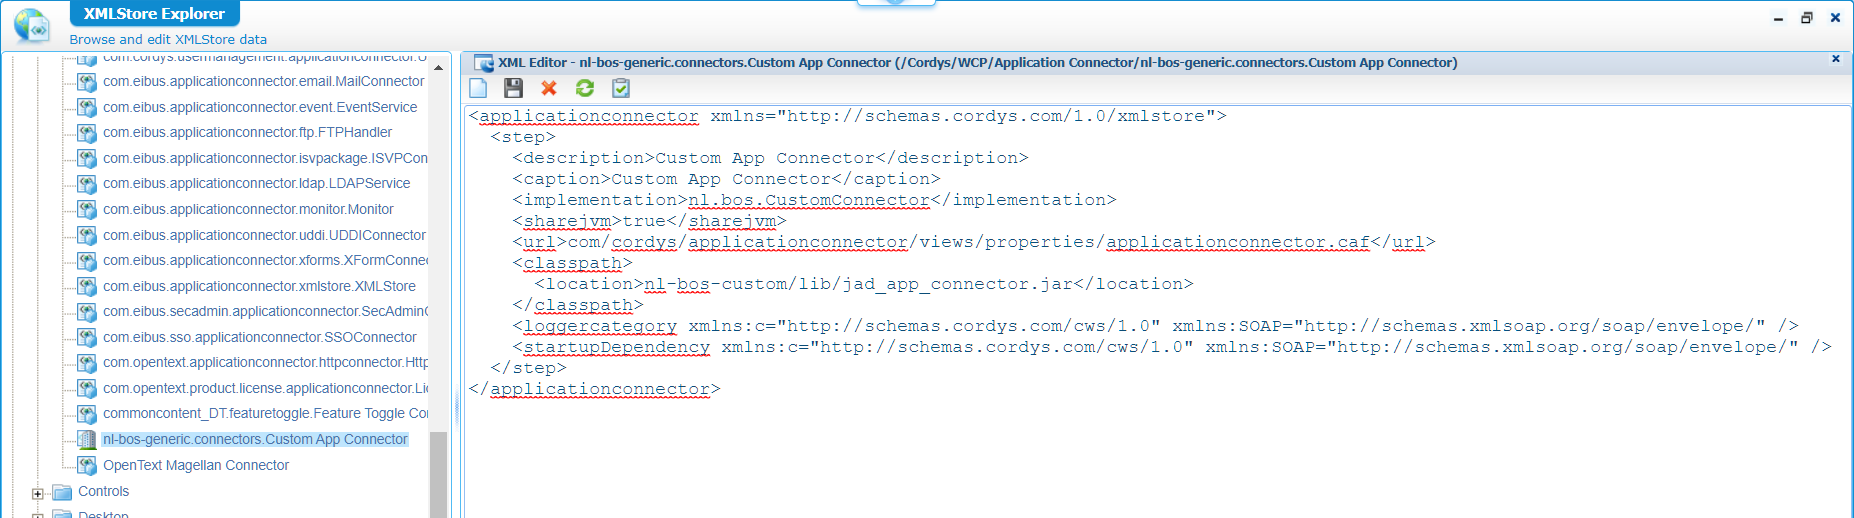 XMLStore Explorer
Browse and edit XMLStore data
com.cordys.usermanagement.applicationconnector.U
com.eibus.applicationconnector.email.MailConnector
com.eibus.applicationconnector.event.EventService
com.eibus.applicationconnector.ftp.FTPHandler
com.eibus.applicationconnector.isvpackage.ISVPCon
com.eibus.applicationconnector.ldap.LDAPService
com.eibus.applicationconnector.monitor.Monitor
com.eibus.applicationconnector.uddi.UDDIConnector
com.eibus.applicationconnector.xforms.XFormConnec
com.eibus.applicationconnector.xmlstore.XMLStore
com.eibus.secadmin.applicationconnector.SecAdminC
com.eibus.sso.applicationconnector.SSOConnector
com.opentext.applicationconnector.httpconnector.Http
com.opentext.product.license.applicationconnector.Lic
commoncontent_DT.featuretoggle.Feature Toggle Con
nl-bos-generic.connectors.Custom App Connector
OpenText Magellan Connector
Controls
Desktop
XML Editor - nl-bos-generic.connectors.Custom App Connector (/Cordys/WCP/Application Connector/nl-bos-generic.connectors.Custom App Connector)
<applicationconnector xmlns="http://schemas.cordys.com/1.0/xmlstore">
<step>
<description>Custom App Connector</description>
<caption>Custom App Connector</caption>
<implementation>nl.bos.CustomConnector</implementation>
<sharejvm>true</sharejvm>
<url>com/cordys/applicationconnector/views/properties/applicationconnector.caf</url>
<classpath>
<location>nl-bos-custom/lib/jad_app_connector.jar</location>
</classpath>
<loggercategory xmlns:c="http://schemas.cordys.com/cws/1.0" xmlns:SOAP="http://schemas.xmlsoap.org/soap/envelope/" />
<startupDependency xmlns:c="http://schemas.cordys.com/cws/1.0" xmlns:SOAP="http://schemas.xmlsoap.org/soap/envelope/" />
</step>
</applicationconnector>